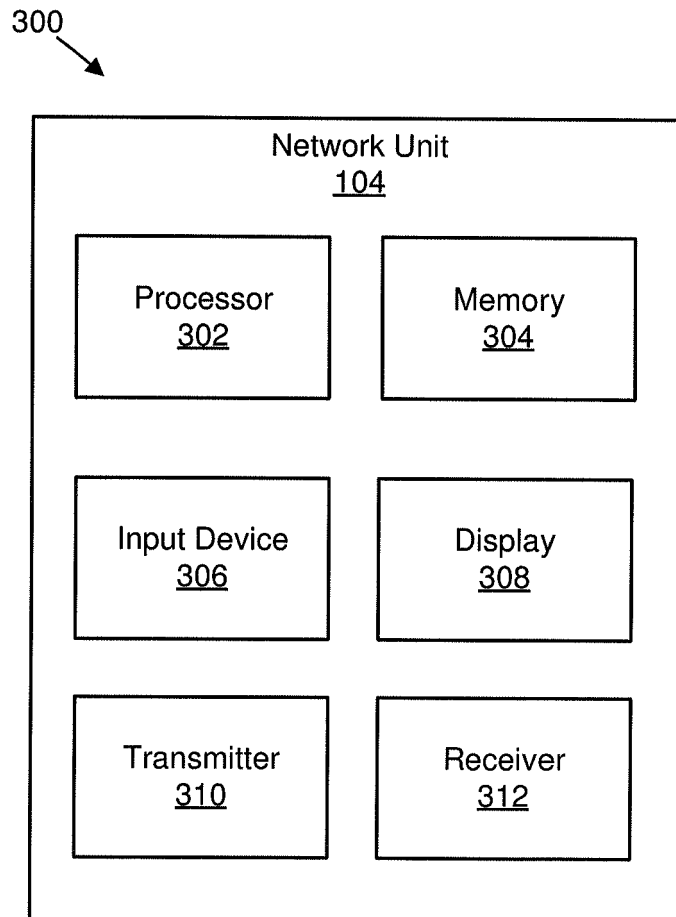 300
Network Unit
104
Processor
302
Memory
304
Input Device
306
Display
308
Transmitter
310
Receiver
312